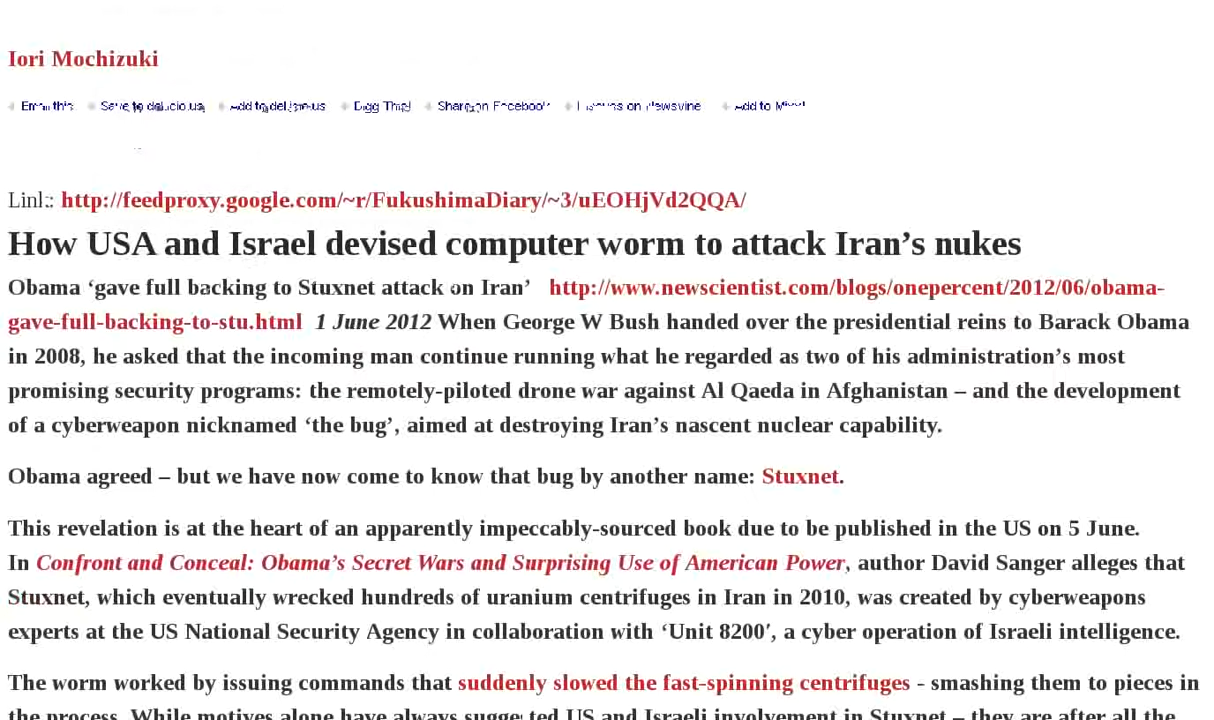 Iori Mochizuki
Email this Save to del.icio.us Add to del.icio.us Digg This! Share on Facebook on Newsvine Add to
Link: http://feedproxy.google.com/~r/FukushimaDiary/~3/uEOHjVd2QQA/
How USA and Israel devised computer worm to attack Iran’s nukes
Obama ‘gave full backing to Stuxnet attack on Iran’ http://www.newscientist.com/blogs/onepercent/2012/06/obama-
gave-full-backing-to-stu.html 1 June 2012 When George W Bush handed over the presidential reins to Barack Obama
in 2008, he asked that the incoming man continue running what he regarded as two of his administration’s most
promising security programs: the remotely-piloted drone war against Al Qaeda in Afghanistan – and the development
of a cyberweapon nicknamed ‘the bug’, aimed at destroying Iran’s nascent nuclear capability.
Obama agreed – but we have now come to know that bug by another name: Stuxnet.
This revelation is at the heart of an apparently impeccably-sourced book due to be published in the US on 5 June.
In Confront and Conceal: Obama’s Secret Wars and Surprising Use of American Power, author David Sanger alleges that
Stuxnet, which eventually wrecked hundreds of uranium centrifuges in Iran in 2010, was created by cyberweapons
experts at the US National Security Agency in collaboration with ‘Unit 8200′, a cyber operation of Israeli intelligence.
The worm worked by issuing commands that suddenly slowed the fast-spinning centrifuges - smashing them to pieces in
the process. While motives alone have always suggested US and Israeli involvement in Stuxnet – they are after all the